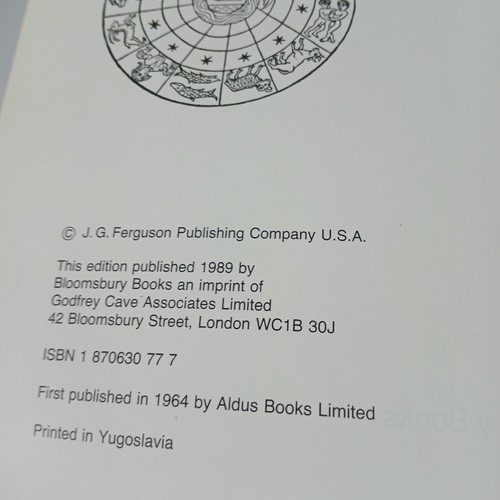 © J. G. Ferguson Publishing Company U.S.A.
This edition published 1989 by
Bloomsbury Books an imprint of
Godfrey Cave Associates Limited
42 Bloomsbury Street, London WC1B 30J
ISBN 1 870630 77 7
First published in 1964 by Aldus Books Limited
Printed in Yugoslavia